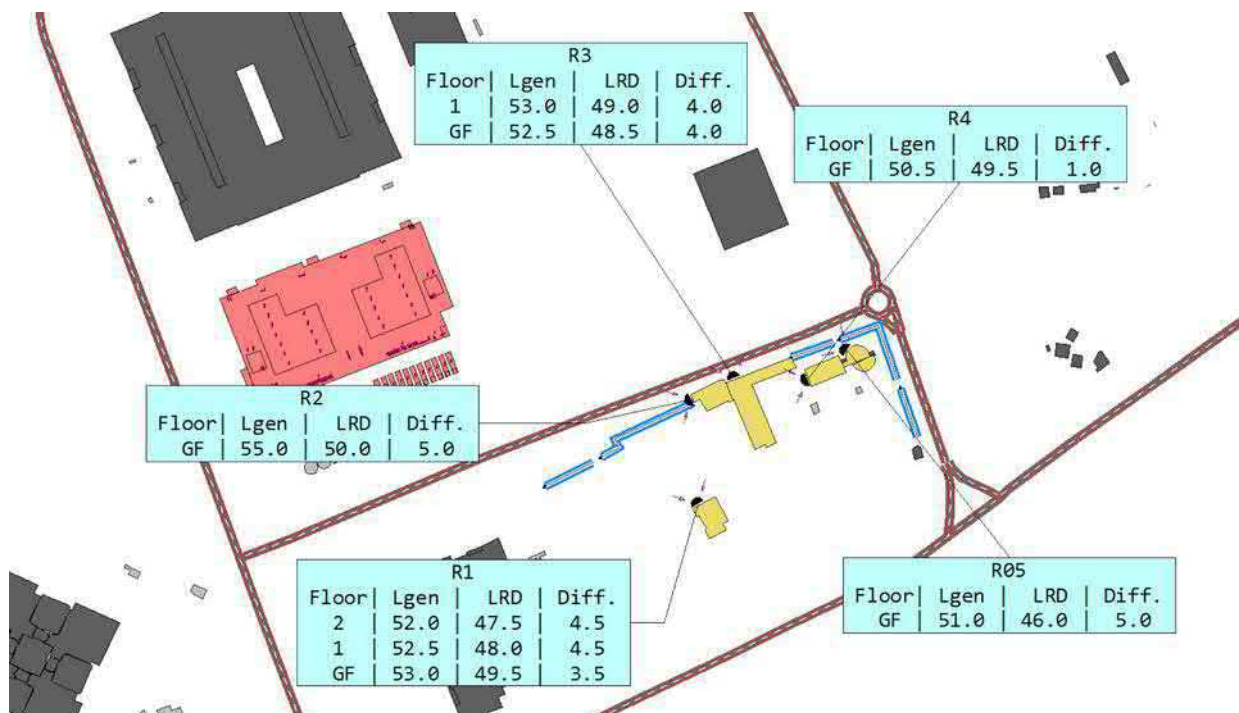 R3
Floor| Lgen | LRD | Diff.
1 | 53.0 | 49.0 | 4.0
GF | 52.5 | 48.5 | 4.0
R4
Floor| Lgen | LRD | Diff.
GF | 50.5 | 49.5 | 1.0
R2
Floor| Lgen | LRD | Diff.
GF | 55.0 | 50.0 | 5.0
R1
Floor| Lgen | LRD | Diff.
2 | 52.0 | 47.5 | 4.5
1 | 52.5 | 48.0 | 4.5
GF | 53.0 | 49.5 | 3.5
R05
Floor| Lgen | LRD | Diff.
GF | 51.0 | 46.0 | 5.0